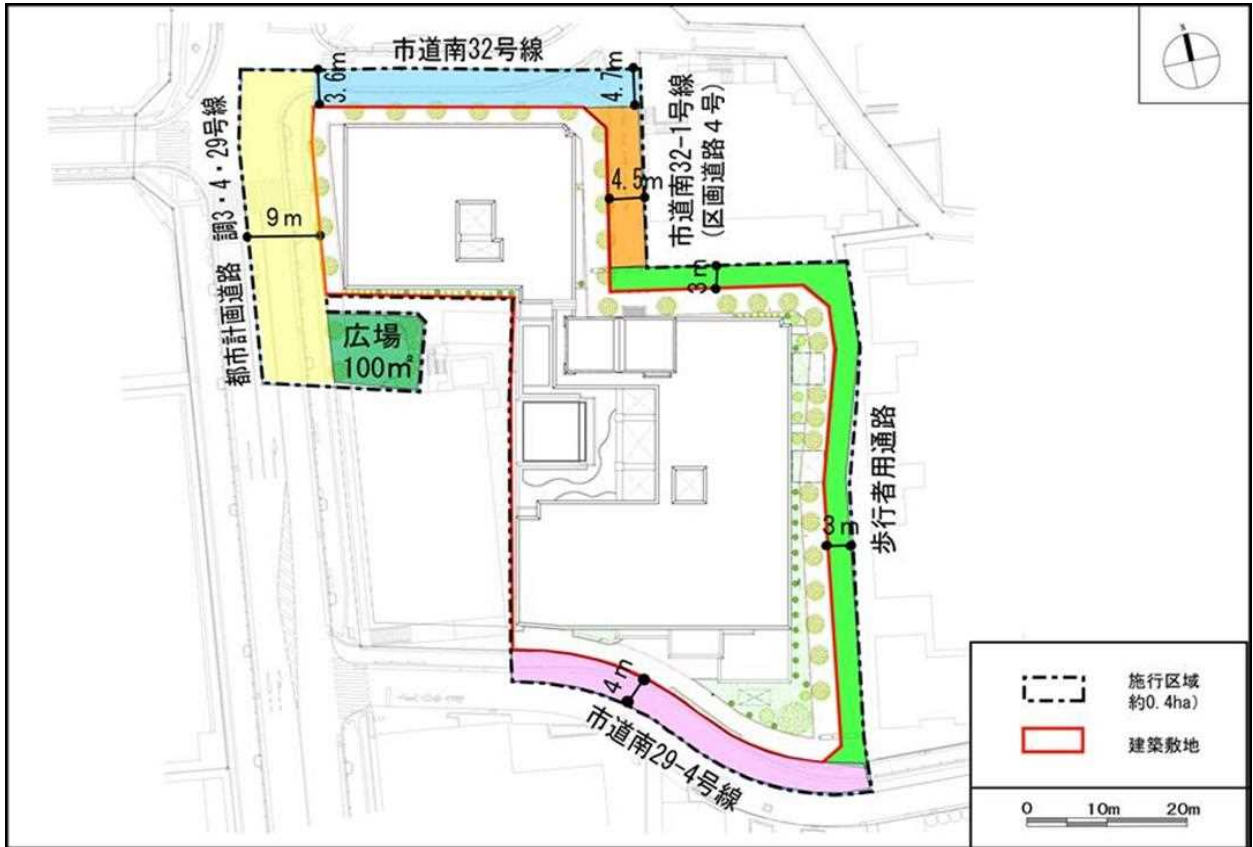 市道南32号線
3.6m
4.7m
市道南32-1号線
(区画道路4号)
都市計画道路 調3・4・29号線
9m
4.5m
3m
広場
100㎡
歩行者用通路
3m
4m
市道南29-4号線
施行区域
約0.4ha)
建築敷地
0 10m 20m